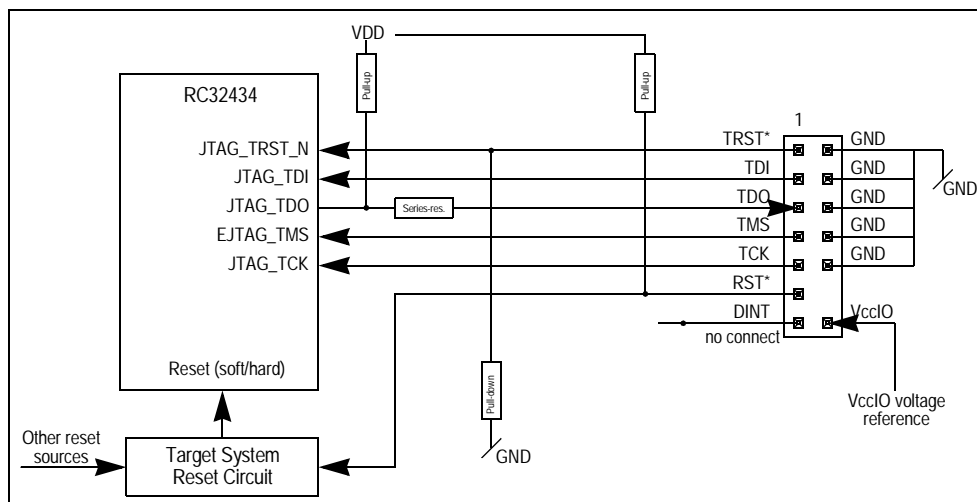 VDD
RC32434
Pull-up
Pull-up
1
JTAG_TRST_N
TRST*
GND
JTAG_TDI
TDI
GND
GND
JTAG_TDO
Series-res.
TDO
GND
EJTAG_TMS
TMS
GND
JTAG_TCK
TCK
GND
RST*
DINT
VccIO
no connect
Reset (soft/hard)
Pull-down
VccIO voltage
reference
Other reset
sources
Target System
Reset Circuit
GND